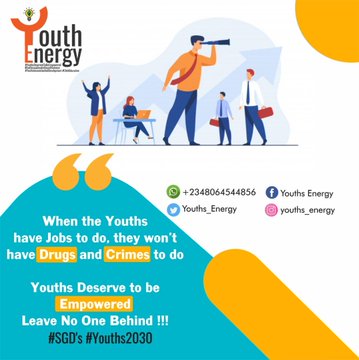 Youth
Energy
+2348064544856
Youths Energy
Youths_Energy
youths_energy
When the Youths
have Jobs to do, they won't
have Drugs and Crimes to do
Youths Deserve to be
Empowered
Leave No One Behind !!!
#SGD's #Youths2030